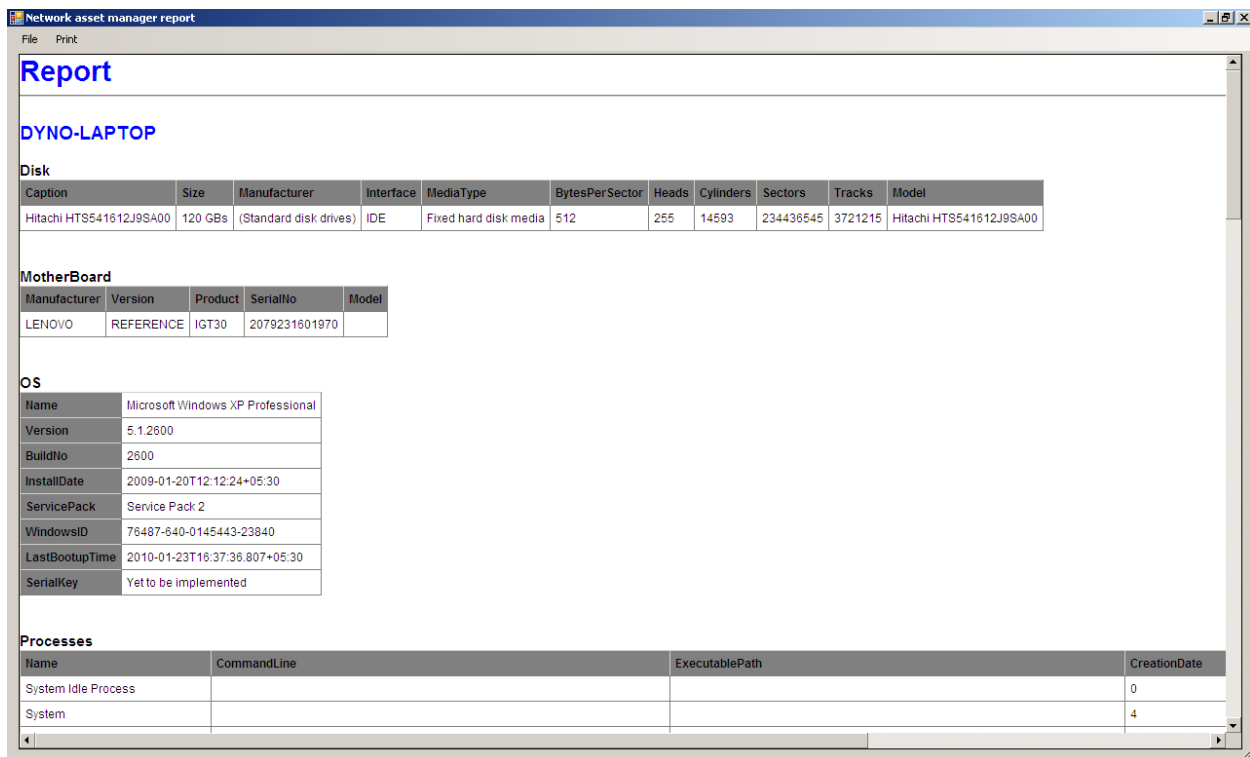 Network asset manager report
File Print
Report
DYNO-LAPTOP
Disk
Caption Size Manufacturer Interface MediaType BytesPerSector Heads Cylinders Sectors Tracks Model
Hitachi HTS541612J9SA00 120 GBs (Standard disk drives) IDE Fixed hard disk media 512 255 14593 234436545 3721215 Hitachi HTS541612J9SA00
MotherBoard
Manufacturer Version Product SerialNo Model
LENOVO REFERENCE IGT30 2079231601970
OS
Name Microsoft Windows XP Professional
Version 5.1.2600
BuildNo 2600
InstallDate 2009-01-20T12:12:24+05:30
ServicePack Service Pack 2
WindowsID 76487-640-0145443-23840
LastBootupTime 2010-01-23T16:37:36.807+05:30
SerialKey Yet to be implemented
Processes
Name CommandLine ExecutablePath CreationDate
System Idle Process 0
System 4